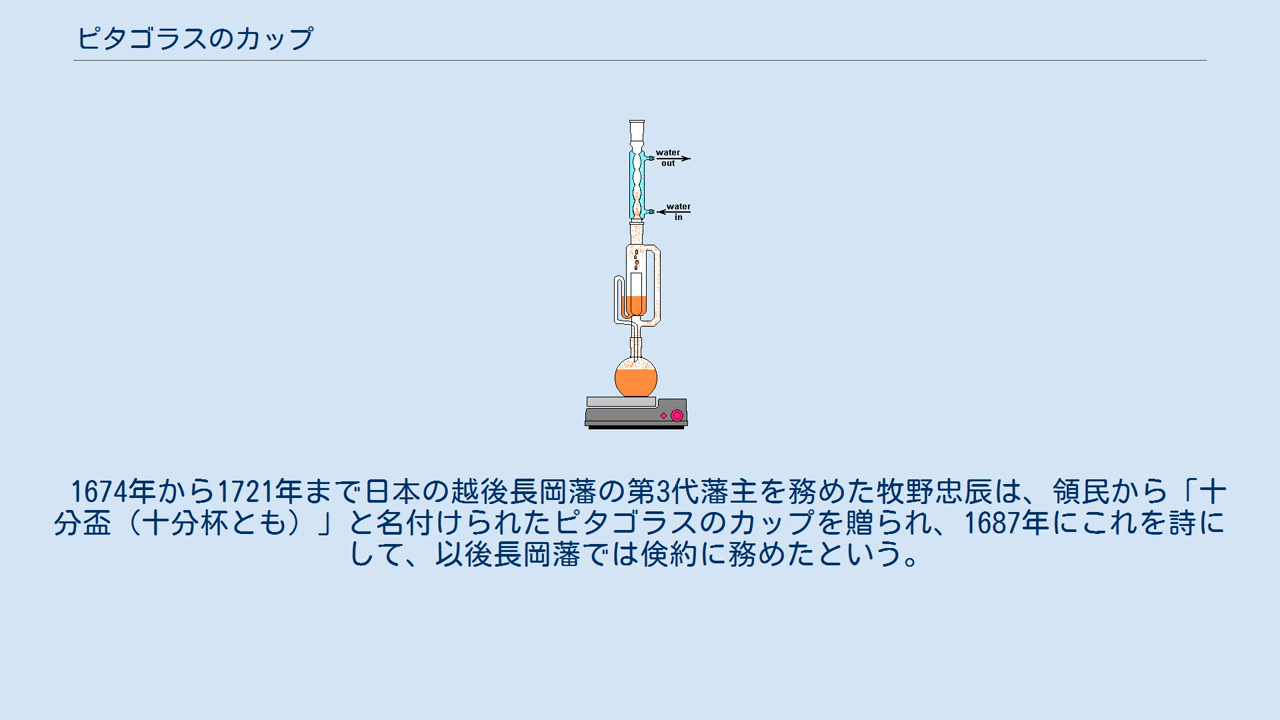 ピタゴラスのカップ
water
out
water
in
1674年から1721年まで日本の越後長岡藩の第3代藩主を務めた牧野忠辰は、領民から「十
分盃（十分杯とも）」と名付けられたピタゴラスのカップを贈られ、1687年にこれを詩に
して、以後長岡藩では倹約に務めたという。